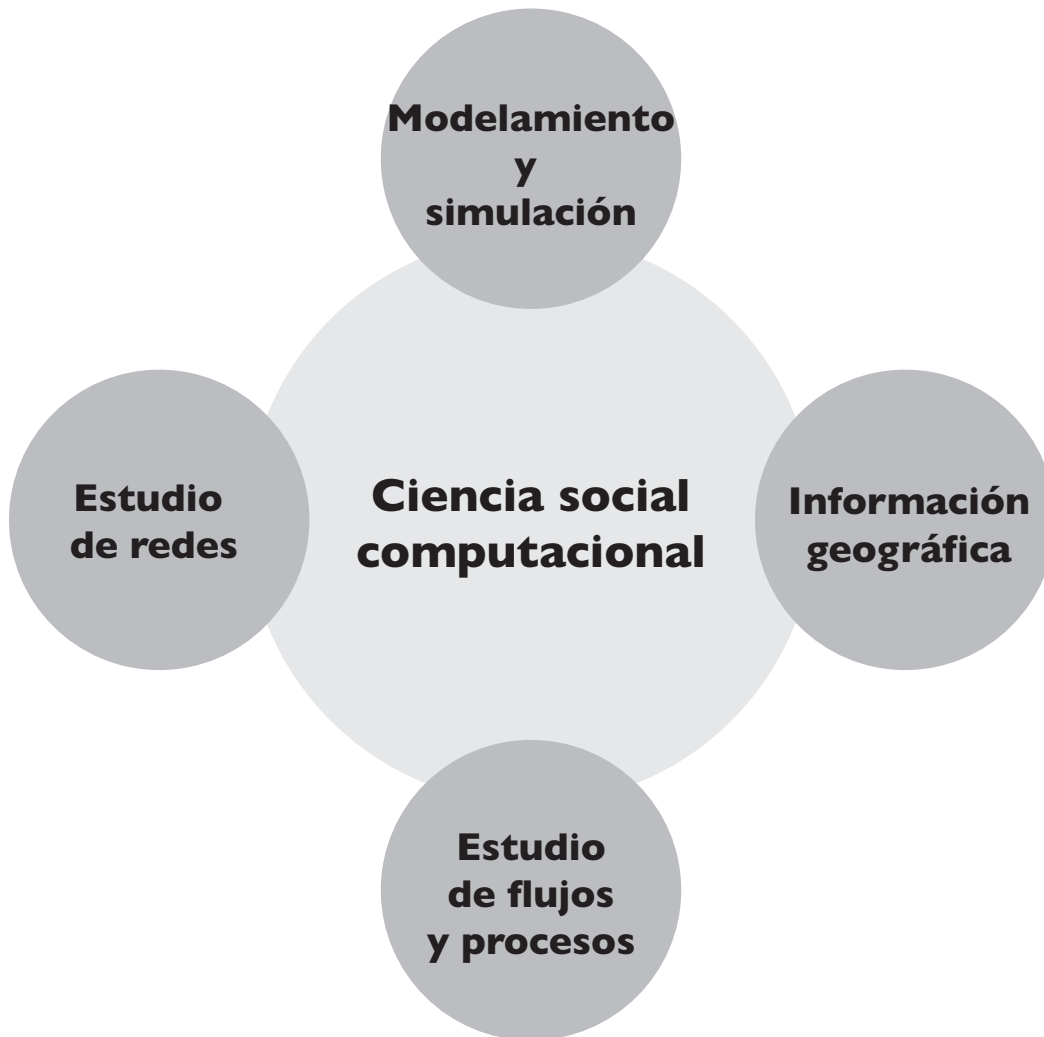 Modelamiento
y
simulación
Estudio
de redes
Ciencia social
computacional
Información
geográfica
Estudio
de flujos
y procesos